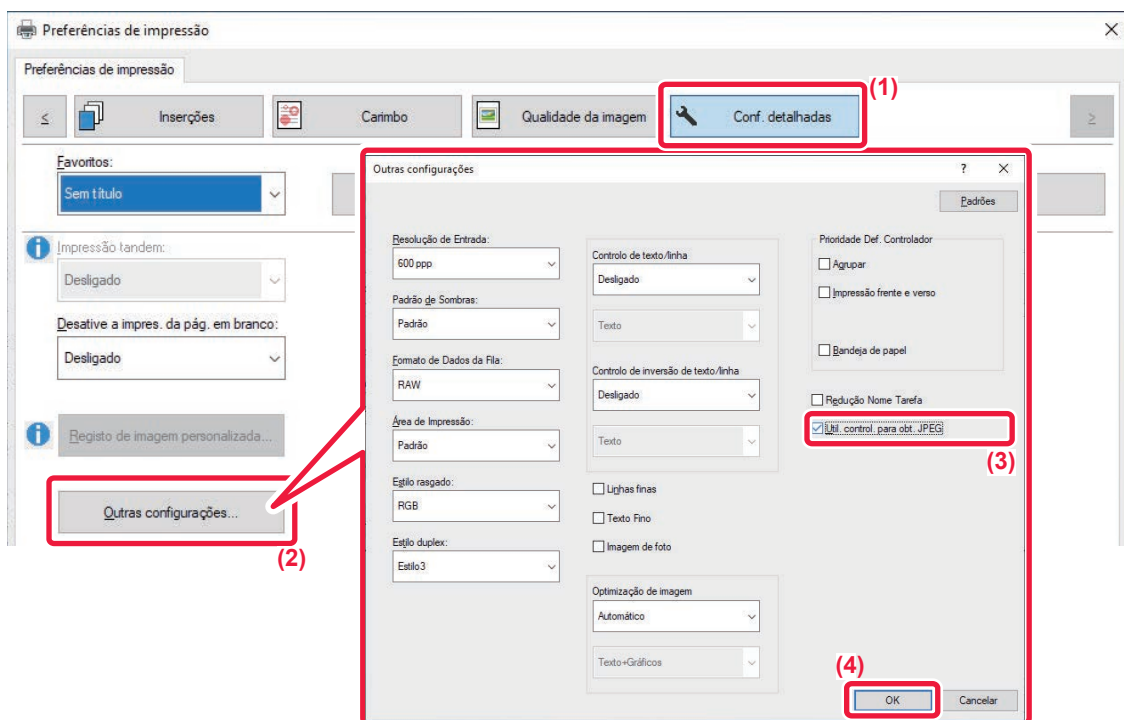 Preferências de impressão
Preferências de impressão
(1)
<
Inserções
Carimbo
Qualidade da imagem
Conf. detalhadas
>
Favoritos:
Sem título
Impressão tandem:
Desligado
Desative a impres. da pág. em branco:
Desligado
Registo de imagem personalizada...
Outras configurações...
(2)
Outras configurações
?
Padrões
Resolução de Entrada:
600 ppp
Padrão de Sombras:
Padrão
Formato de Dados da Fila:
RAW
Área de Impressão:
Padrão
Estilo rasgado:
RGB
Estilo duplex:
Estilo3
Controlo de texto/linha
Desligado
Texto
Controlo de inversão de texto/linha
Desligado
Texto
Linhas finas
Texto Fino
Imagem de foto
Optimização de imagem
Automático
Texto+Gráficos
Prioridade Def. Controlador
Agrupar
Impressão frente e verso
Bandeja de papel
Redução Nome Tarefa
Util. control. para obt. JPEG
(3)
(4)
OK
Cancelar